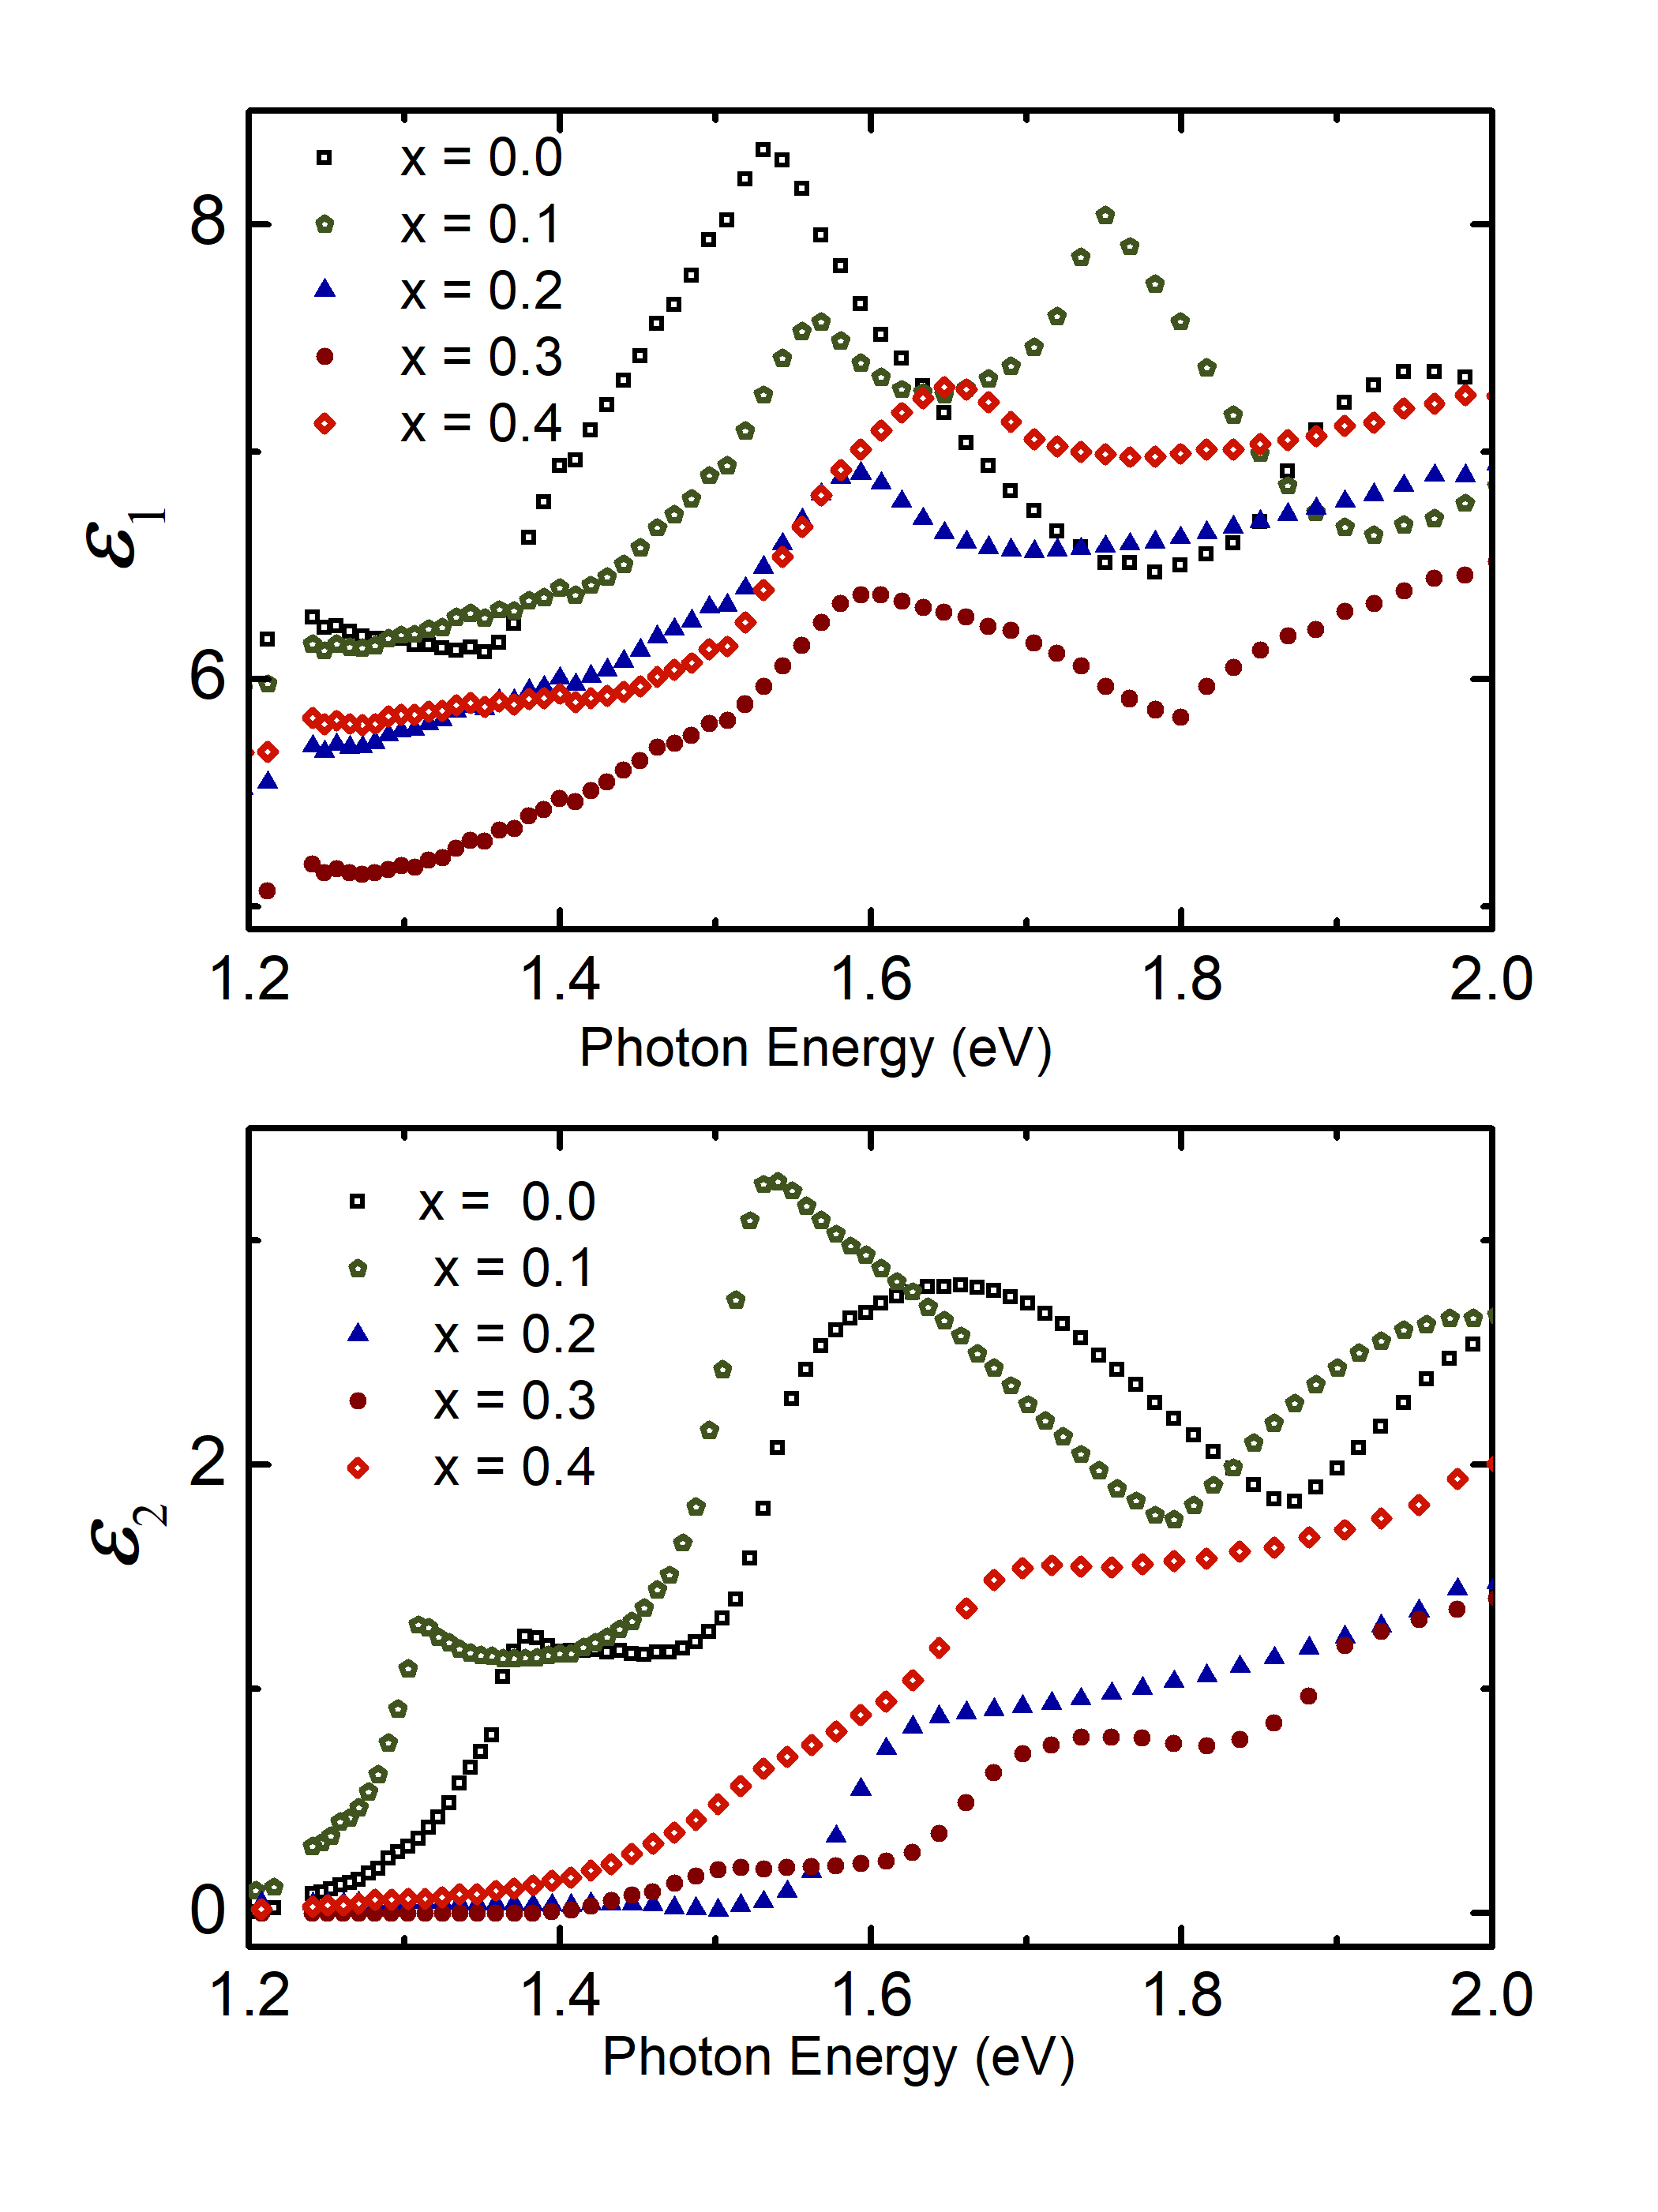 x = 0.0
x = 0.1
x = 0.2
x = 0.3
x = 0.4
8
6
ε1
1.2 1.4 1.6 1.8 2.0
Photon Energy (eV)
x = 0.0
x = 0.1
x = 0.2
x = 0.3
x = 0.4
2
0
ε2
1.2 1.4 1.6 1.8 2.0
Photon Energy (eV)